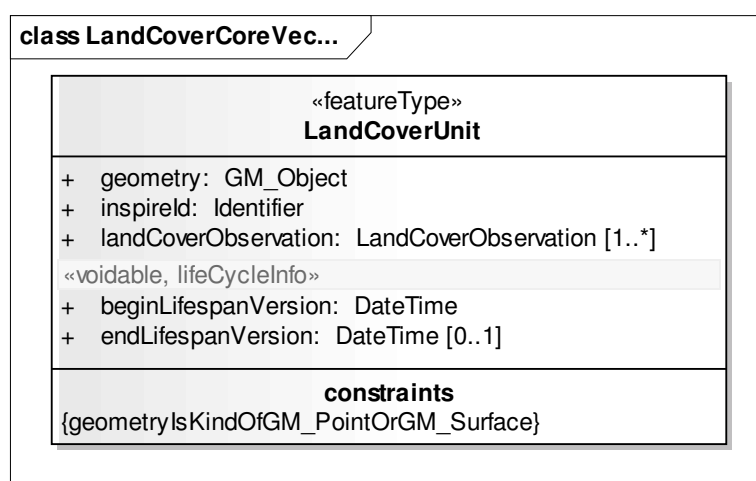 class LandCoverCoreVec...
«featureType»
LandCoverUnit
+ geometry: GM_Object
+ inspireId: Identifier
+ landCoverObservation: LandCoverObservation [1..*]
«voidable, lifeCycleInfo»
+ beginLifespanVersion: DateTime
+ endLifespanVersion: DateTime [0..1]
constraints
{geometryIsKindOfGM_PointOrGM_Surface}